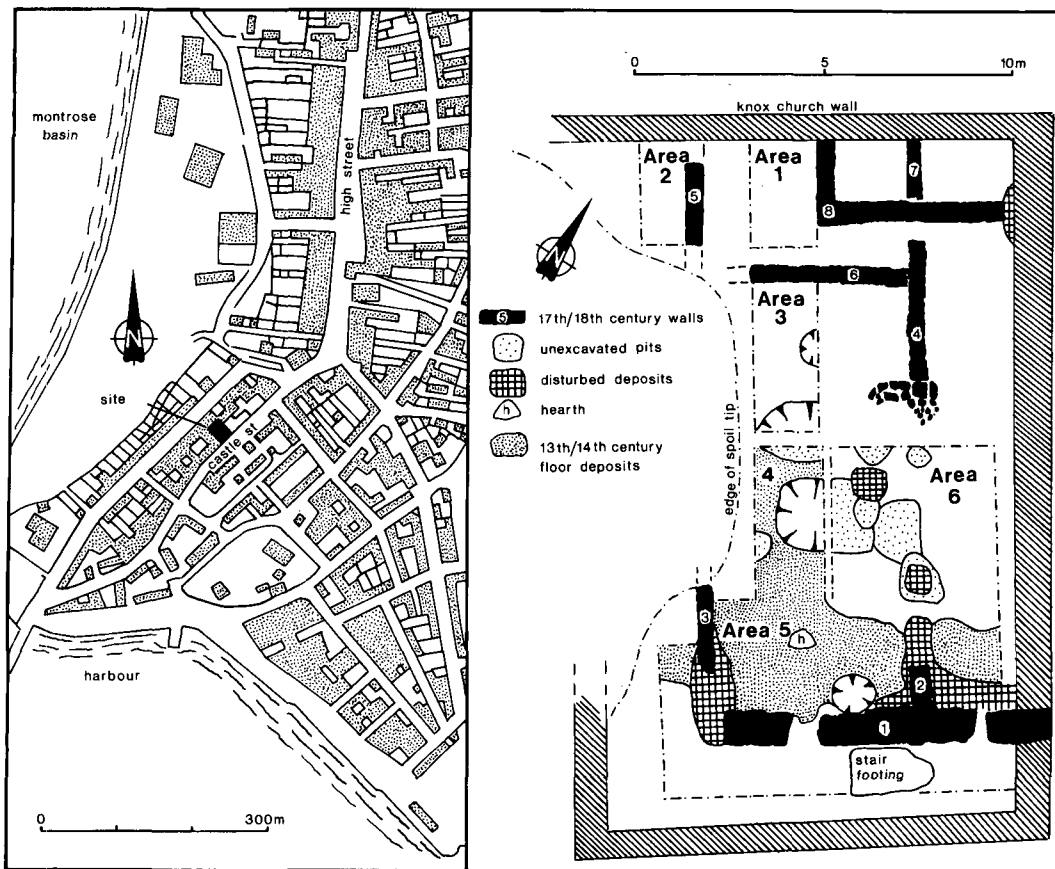 montrose
basin
high street
N
site
castle st
harbour
0 300m
0 5 10m
knox church wall
Area
2
Area
1
7
5
8
N
6
Area
3
4
5 17th/18th century walls
unexcavated pits
disturbed deposits
h hearth
13th/14th century
floor deposits
edge of spoil tip
4
Area
6
3
Area 5
h
2
1
stair
footing